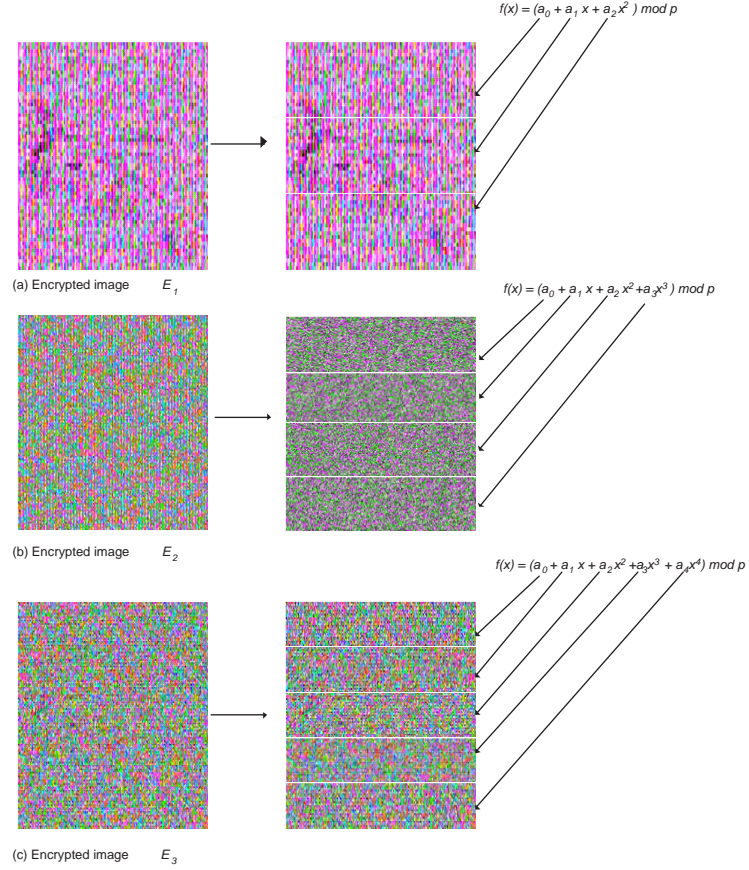 f(x) = (a₀ + a₁ x + a₂ x² ) mod p
(a) Encrypted image E₁
f(x) = (a₀ + a₁ x + a₂ x² +a₃x³ ) mod p
(b) Encrypted image E₂
f(x) = (a₀ + a₁ x + a₂ x² +a₃x³ + a₄x⁴) mod p
(c) Encrypted image E₃